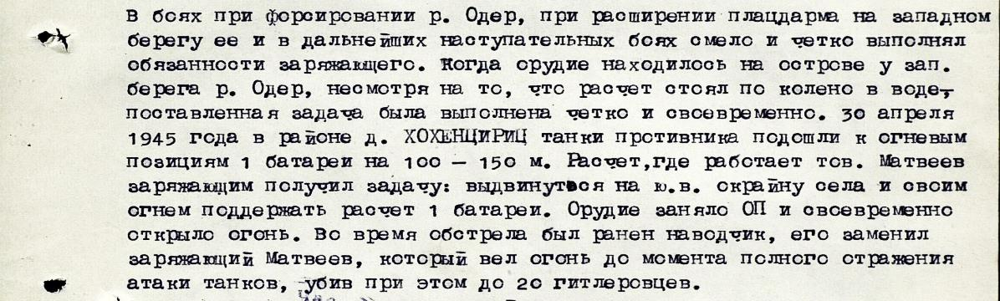 В боях при форсировании р. Одер, при расширении плацдарма на западном
берегу ее и в дальнейших наступательных боях смело и четко выполнял
обязанности заряжающего. Когда орудие находилось на острове у зап.
берега р. Одер, несмотря на то, что расчет стоял по колено в воде,
поставленная задача была выполнена четко и своевременно. 30 апреля
1945 года в районе д. ХОХЕНЦИРИЦ танки противника подошли к огневым
позициям 1 батареи на 100 – 150 м. Расчет,где работает тов. Матвеев
заряжающим получил задачу: выдвинуться на ю.в. окрайну села и своим
огнем поддержать расчет 1 батареи. Орудие заняло ОП и своевременно
открыло огонь. Во время обстрела был ранен наводчик, его заменил
заряжающий Матвеев, который вел огонь до момента полного отражения
атаки танков, убив при этом до 20 гитлеровцев.